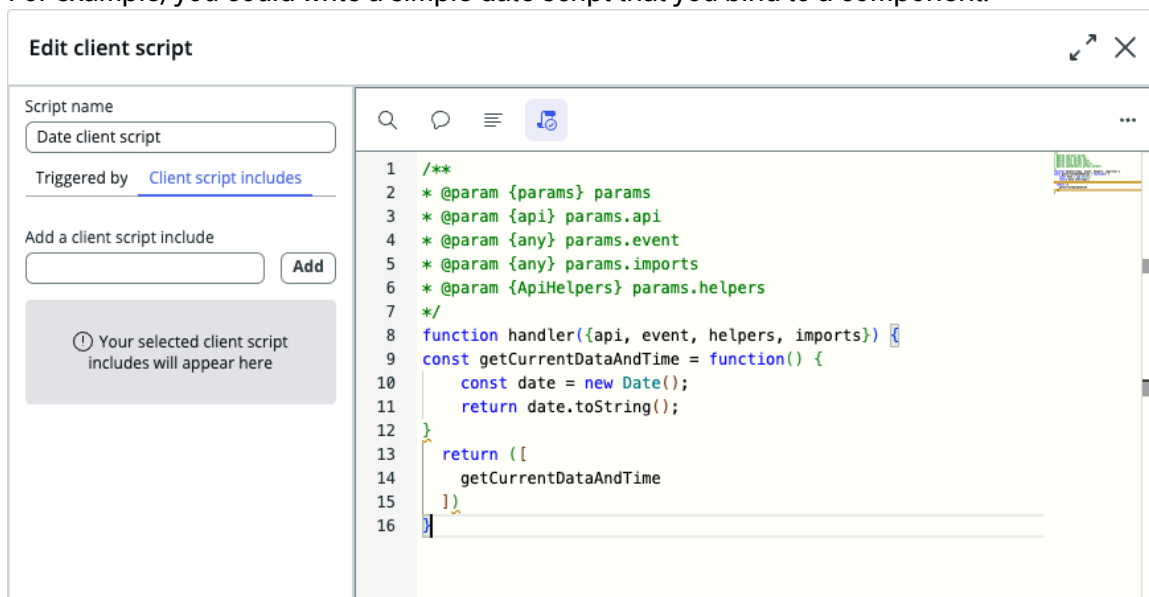 For example, you could write a simple date script that you bind to a component.
Edit client script
Script name
Date client script
Triggered by Client script includes
Add a client script include
Add
Your selected client script
includes will appear here
1 /**
2 * @param {params} params
3 * @param {api} params.api
4 * @param {any} params.event
5 * @param {any} params.imports
6 * @param {ApiHelpers} params.helpers
7 */
8 function handler({api, event, helpers, imports}) {
9 const getCurrentDataAndTime = function() {
10 const date = new Date();
11 return date.toString();
12 }
13 return ([
14 getCurrentDataAndTime
15 ])
16 }